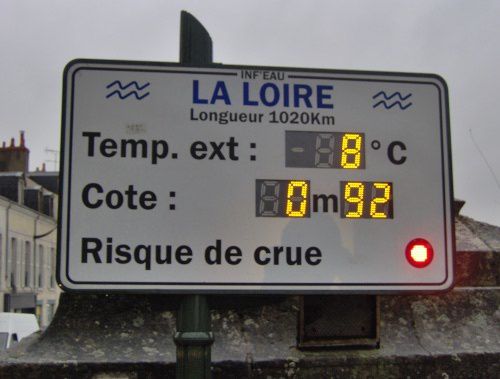 INF'EAU
LA LOIRE
Longueur 1020Km
Temp. ext : 8 °C
Cote : 0m92
Risque de crue